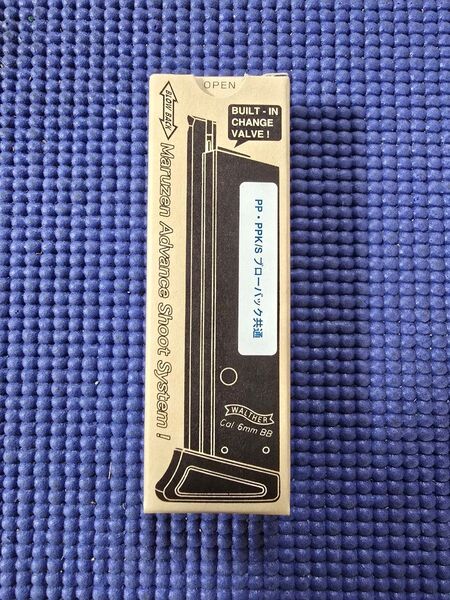 OPEN
BLOW BACK
BUILT-IN
CHANGE
VALVE!
Maruzen Advance Shoot System!
PP・PPK/S ブローバック共通
WALTHER
Cal. 6mm BB